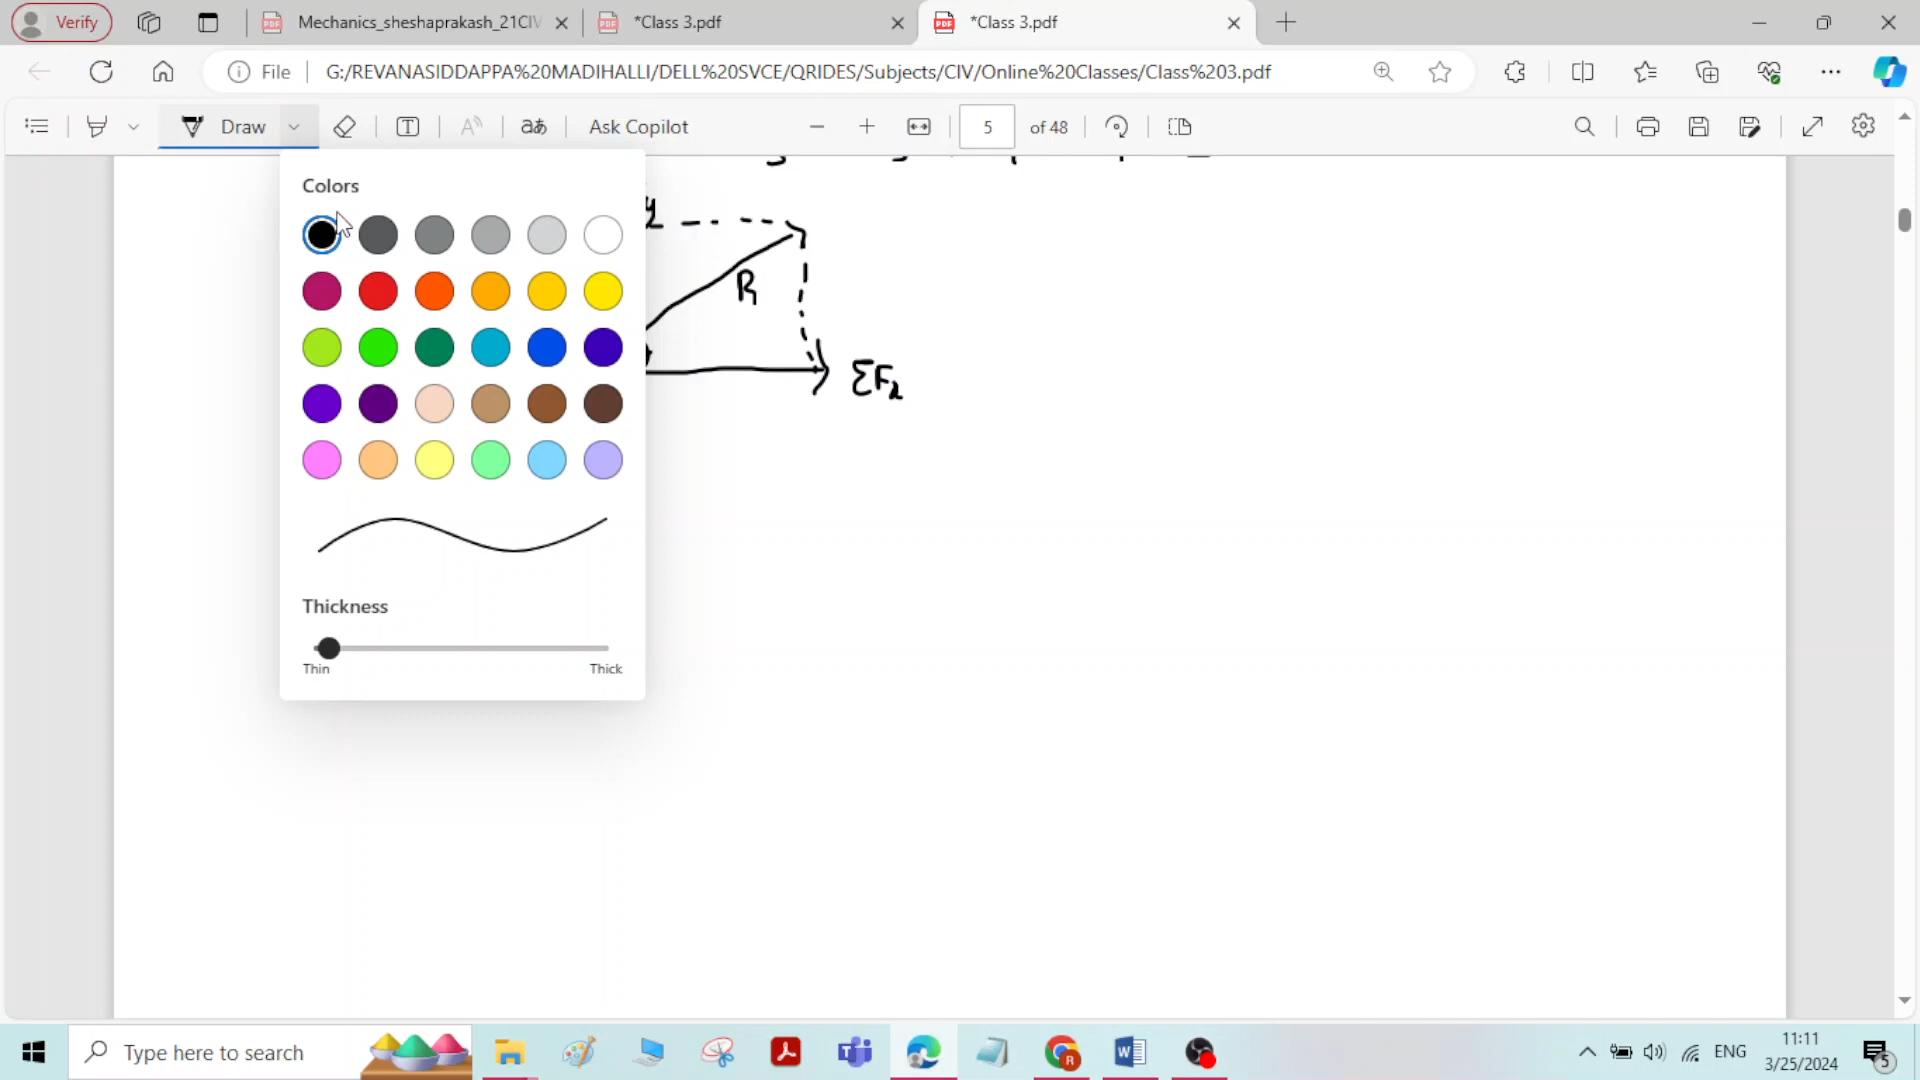 Verify
Mechanics_sheshaprakash_21CIV
*Class 3.pdf
*Class 3.pdf
File
G:/REVANASIDDAPPA%20MADIHALLI/DELL%20SVCE/QRIDES/Subjects/CIV/Online%20Classes/Class%203.pdf
Draw
Ask Copilot
5
of 48
Colors
y
R
ΣFx
Thickness
Thin
Thick
Type here to search
ENG
11:11
3/25/2024
5